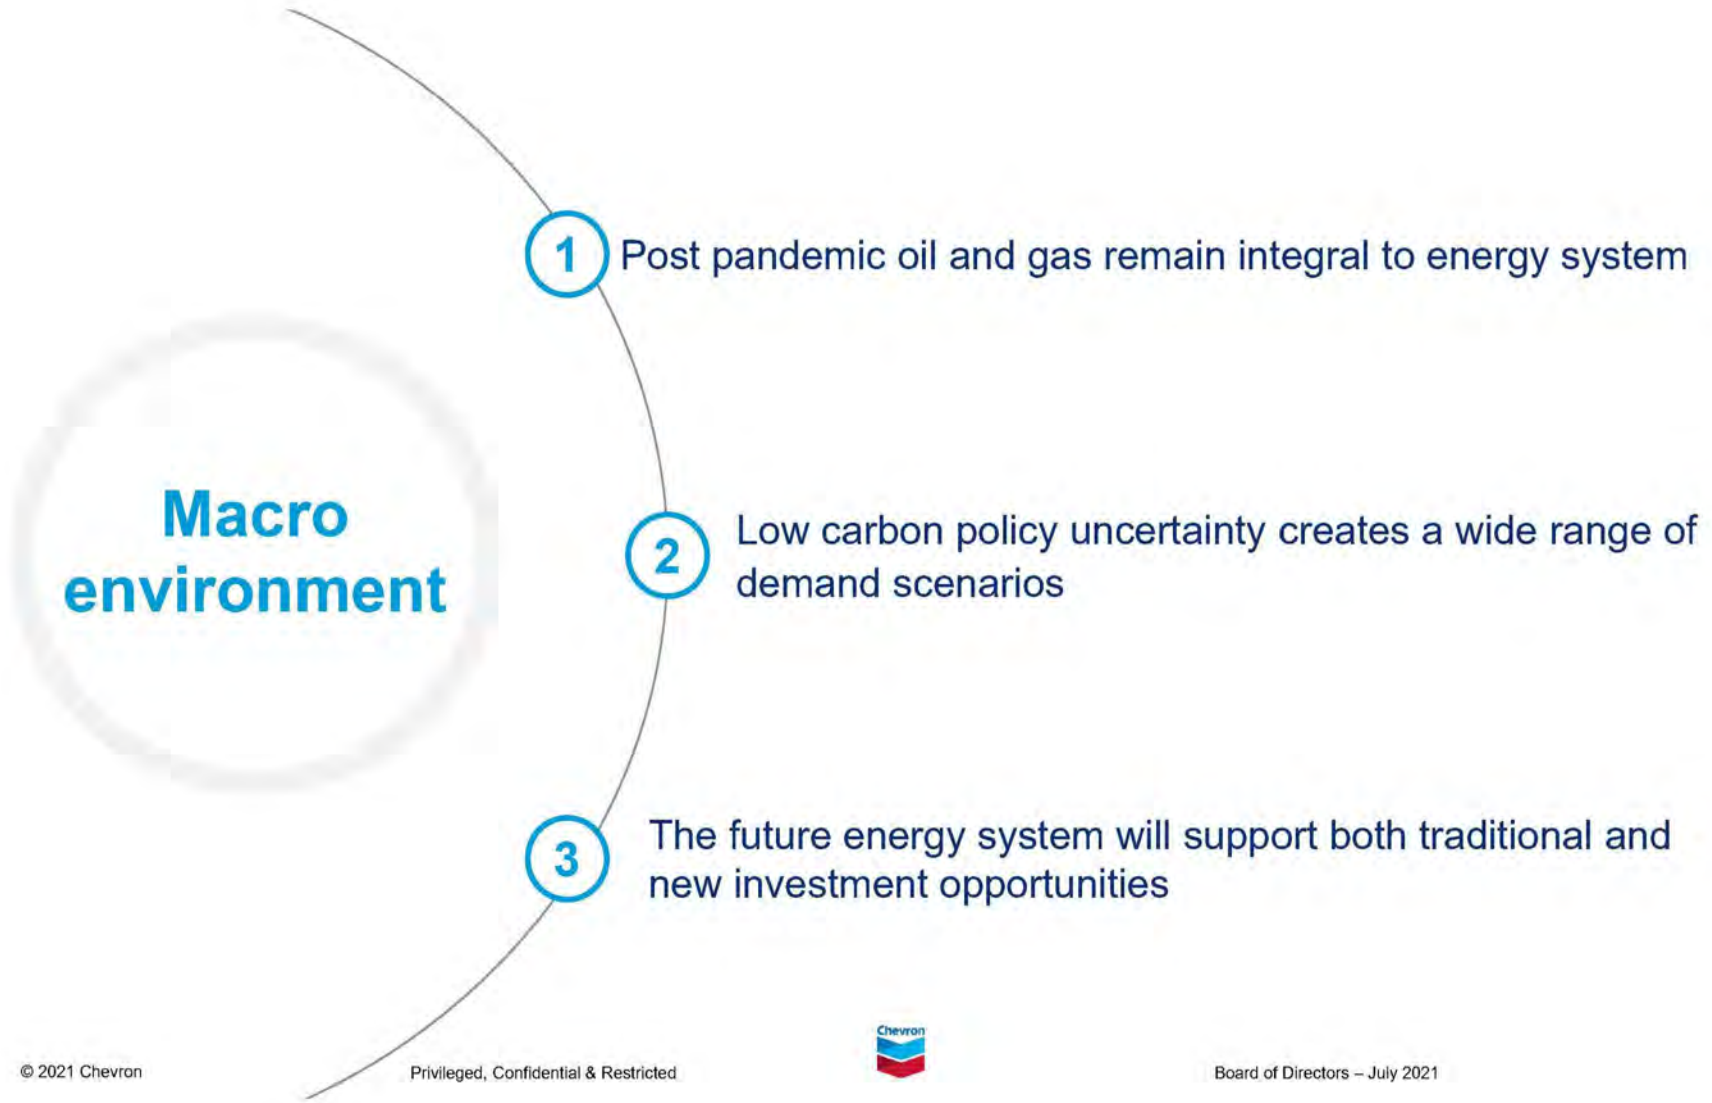 Macro
environment
1
Post pandemic oil and gas remain integral to energy system
2
Low carbon policy uncertainty creates a wide range of
demand scenarios
3
The future energy system will support both traditional and
new investment opportunities
© 2021 Chevron
Privileged, Confidential & Restricted
Chevron
Board of Directors – July 2021